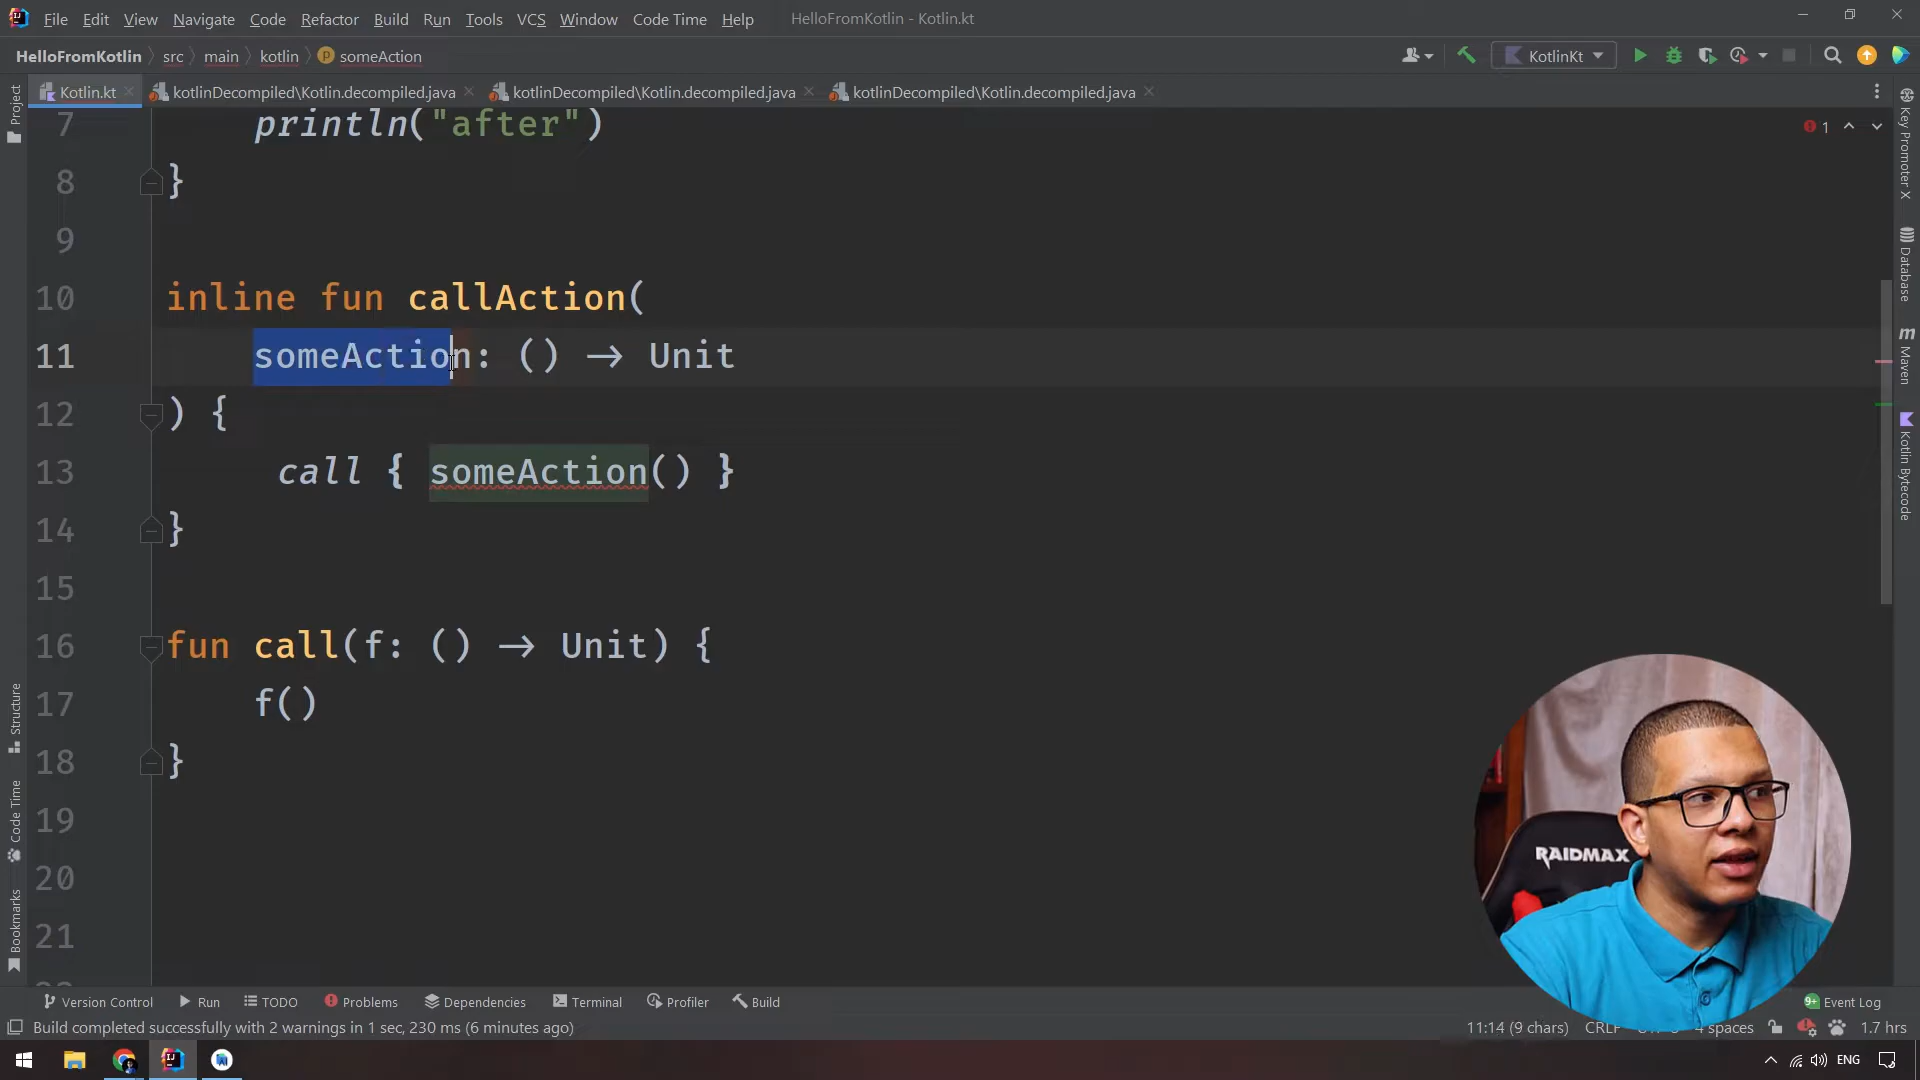 File Edit View Navigate Code Refactor Build Run Tools VCS Window Code Time Help HelloFromKotlin - Kotlin.kt
HelloFromKotlin src main kotlin someAction KotlinKt
Kotlin.kt kotlinDecompiled\Kotlin.decompiled.java kotlinDecompiled\Kotlin.decompiled.java kotlinDecompiled\Kotlin.decompiled.java
7 println("after")
8 }
9
10 inline fun callAction(
11 someAction: () → Unit
12 ) {
13 call { someAction() }
14 }
15
16 fun call(f: () → Unit) {
17 f()
18 }
19
20
21
1
Project
Structure
Code Time
Bookmarks
Key Promoter X
Database
Maven
Kotlin Bytecode
RAIDMAX
Version Control Run TODO Problems Dependencies Terminal Profiler Build 9+ Event Log
Build completed successfully with 2 warnings in 1 sec, 230 ms (6 minutes ago) 11:14 (9 chars) CRLF 4 spaces 1.7 hrs
ENG